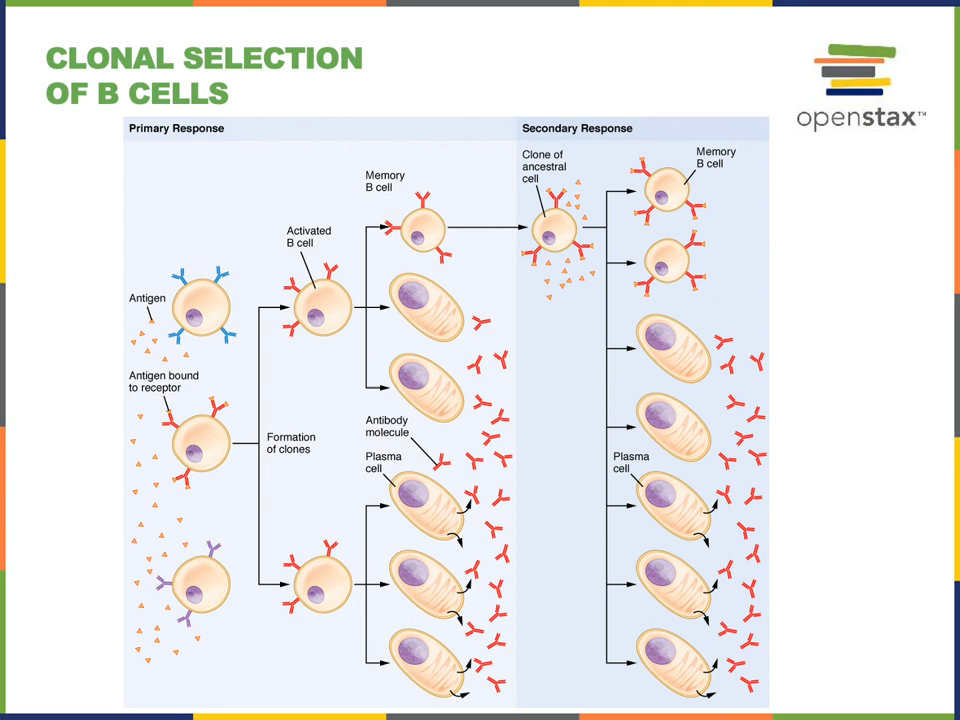 CLONAL SELECTION
OF B CELLS
openstax™
Primary Response
Secondary Response
Memory
B cell
Clone of
ancestral
cell
Memory
B cell
Activated
B cell
Antigen
Antigen bound
to receptor
Formation
of clones
Antibody
molecule
Plasma
cell
Plasma
cell